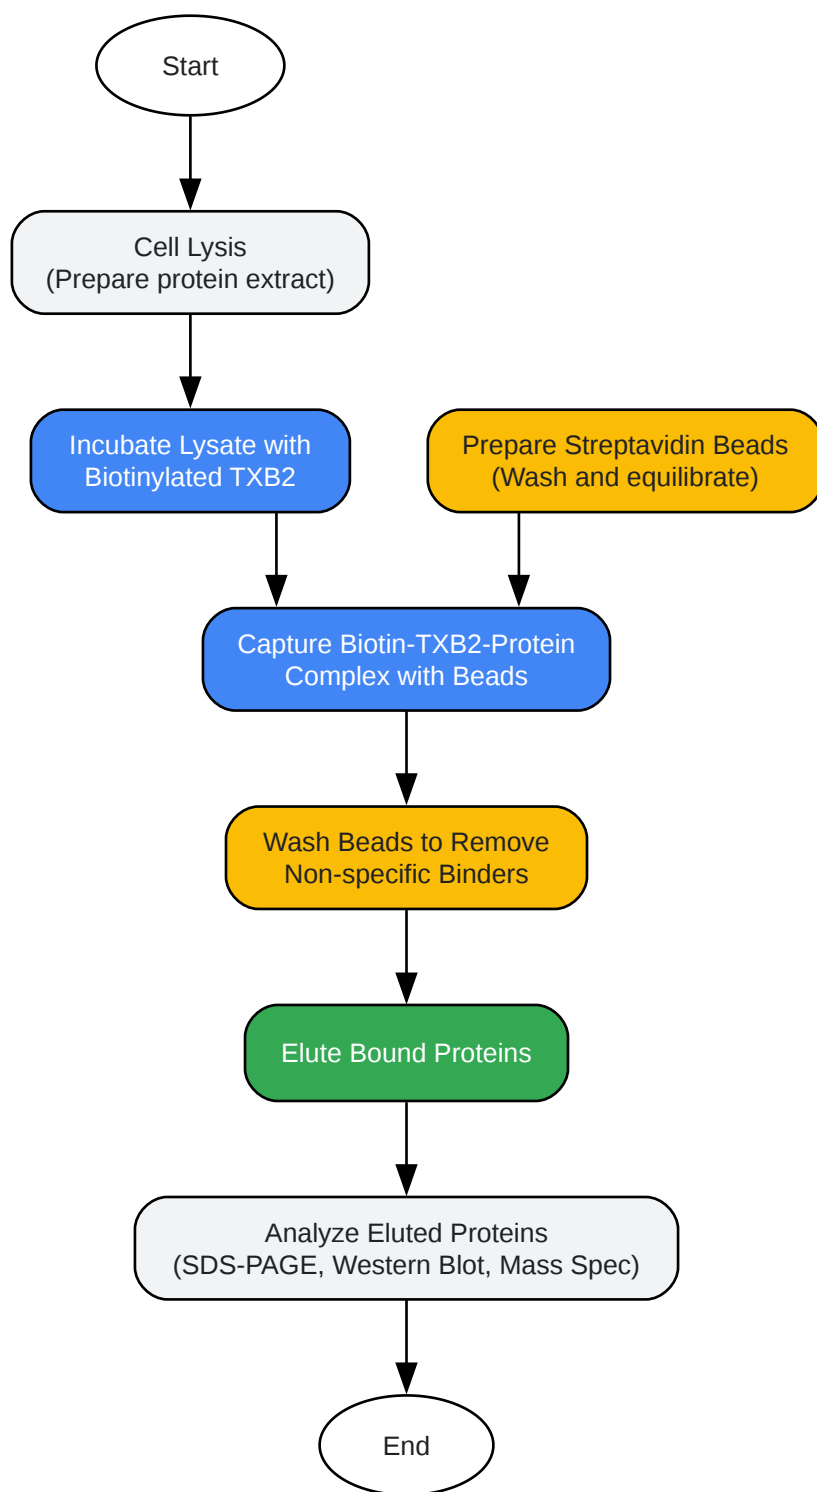 Start
Cell Lysis
(Prepare protein extract)
Incubate Lysate with
Biotinylated TXB2
Prepare Streptavidin Beads
(Wash and equilibrate)
Capture Biotin-TXB2-Protein
Complex with Beads
Wash Beads to Remove
Non-specific Binders
Elute Bound Proteins
Analyze Eluted Proteins
(SDS-PAGE, Western Blot, Mass Spec)
End